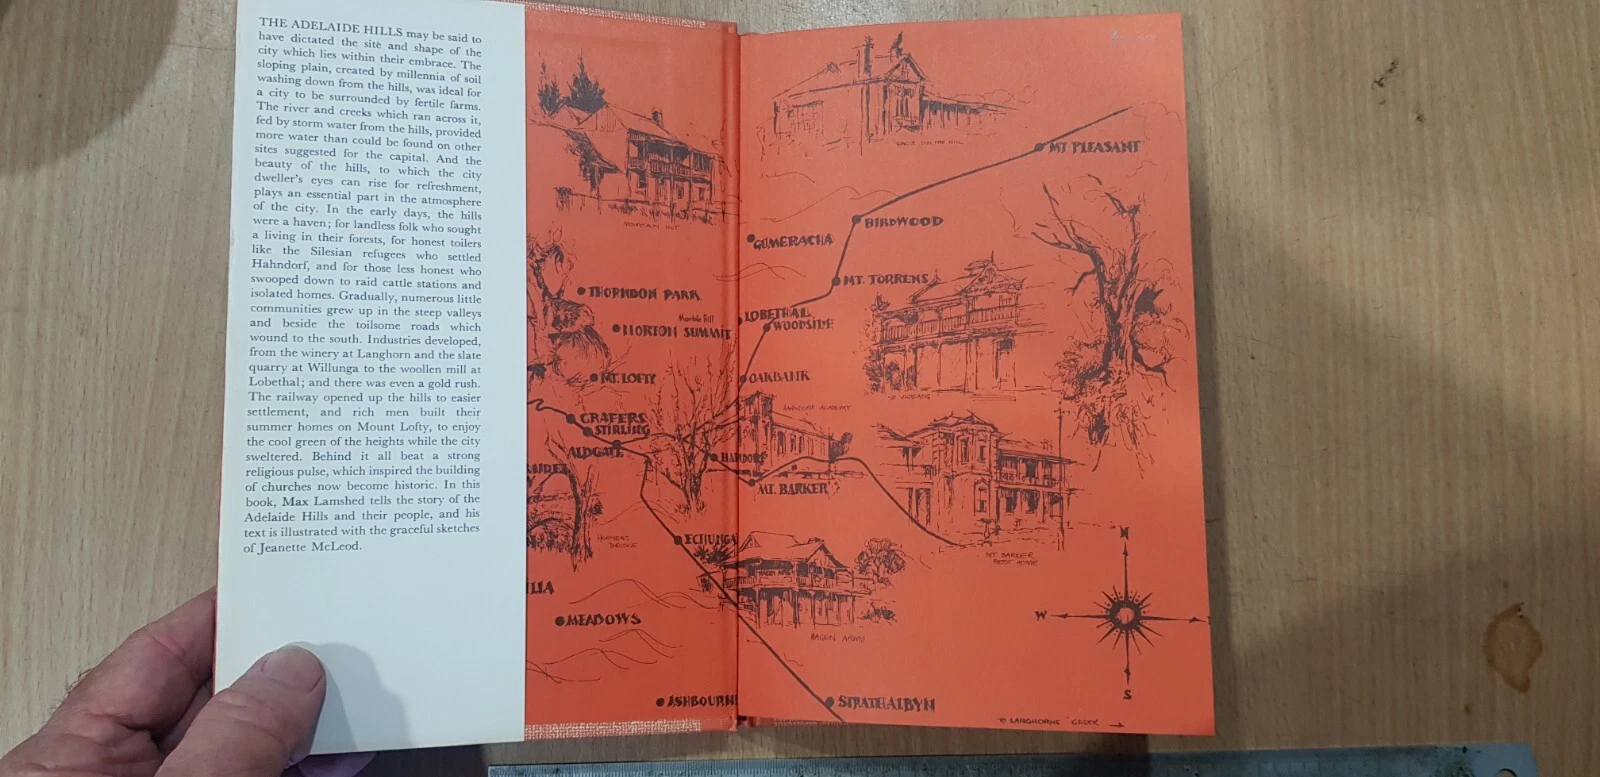 THE ADELAIDE HILLS may be said to
have dictated the site and shape of the
city which lies within their embrace. The
sloping plain, created by millennia of soil
washing down from the hills, was ideal for
a city to be surrounded by fertile farms.
The river and creeks which ran across it,
fed by storm water from the hills, provided
more water than could be found on other
sites suggested for the capital. And the
beauty of the hills, to which the city
dweller's eyes can rise for refreshment,
plays an essential part in the atmosphere
of the city. In the early days, the hills
were a haven; for landless folk who sought
a living in their forests, for honest toilers
like the Silesian refugees who settled
Hahndorf, and for those less honest who
swooped down to raid cattle stations and
isolated homes. Gradually, numerous little
communities grew up in the steep valleys
and beside the toilsome roads which
wound to the south. Industries developed,
from the winery at Langhorn and the slate
quarry at Willunga to the woollen mill at
Lobethal; and there was even a gold rush.
The railway opened up the hills to easier
settlement, and rich men built their
summer homes on Mount Lofty, to enjoy
the cool green of the heights while the city
sweltered. Behind it all beat a strong
religious pulse, which inspired the building
of churches now become historic. In this
book, Max Lamshed tells the story of the
Adelaide Hills and their people, and his
text is illustrated with the graceful sketches
of Jeanette McLeod.
MOUNTAIN HUT
MT PLEASANT
BIRDWOOD
GUMERACHA
MT. TORRENS
THORNDON PARK
Marble Hill
NORTON SUMMIT
LOBETHAL
WOODSIDE
MT. LOFTY
OAKBANK
HAHNDORF ACADEMY
CRAFERS
STIRLING
ALDGATE
HAHNDORF
MT. BARKER
ECHUNGA
MT. BARKER
ILLA
MEADOWS
ASHBOURN
STRATHALBYN
TO LANGHORNE CREEK
N
W
S